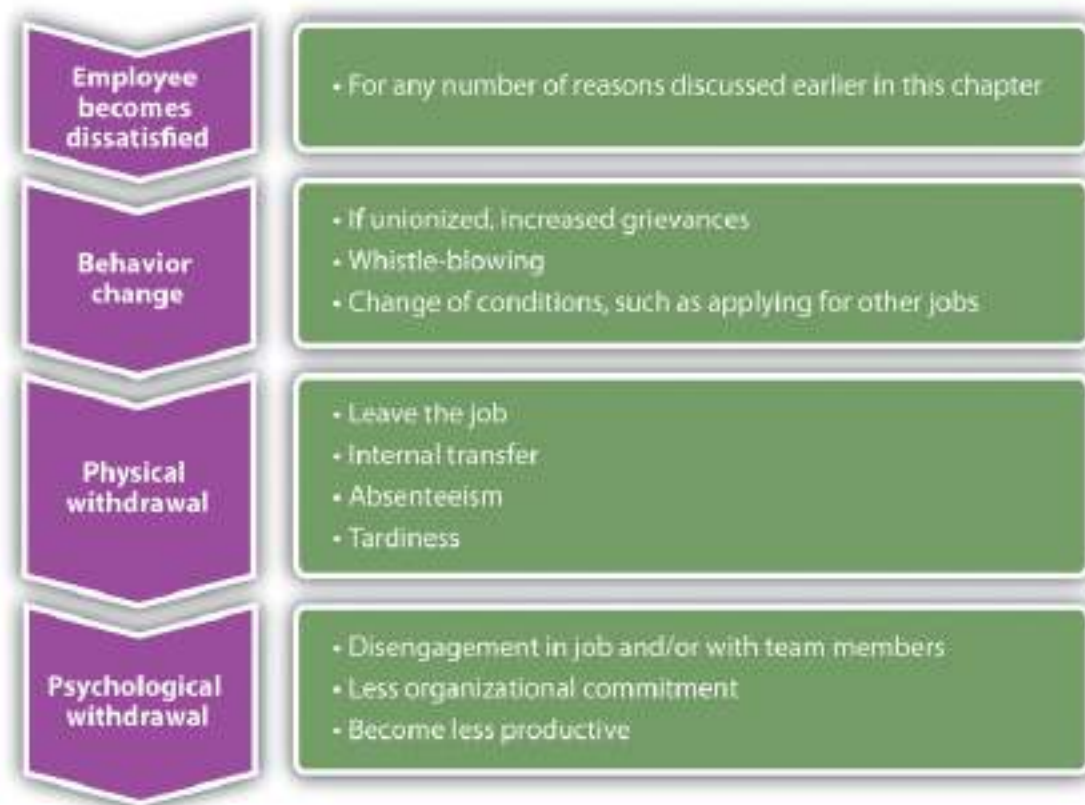 Employee
becomes
dissatisfied
• For any number of reasons discussed earlier in this chapter
Behavior
change
• If unionized, increased grievances
• Whistle-blowing
• Change of conditions, such as applying for other jobs
Physical
withdrawal
• Leave the job
• Internal transfer
• Absenteeism
• Tardiness
Psychological
withdrawal
• Disengagement in job and/or with team members
• Less organizational commitment
• Become less productive